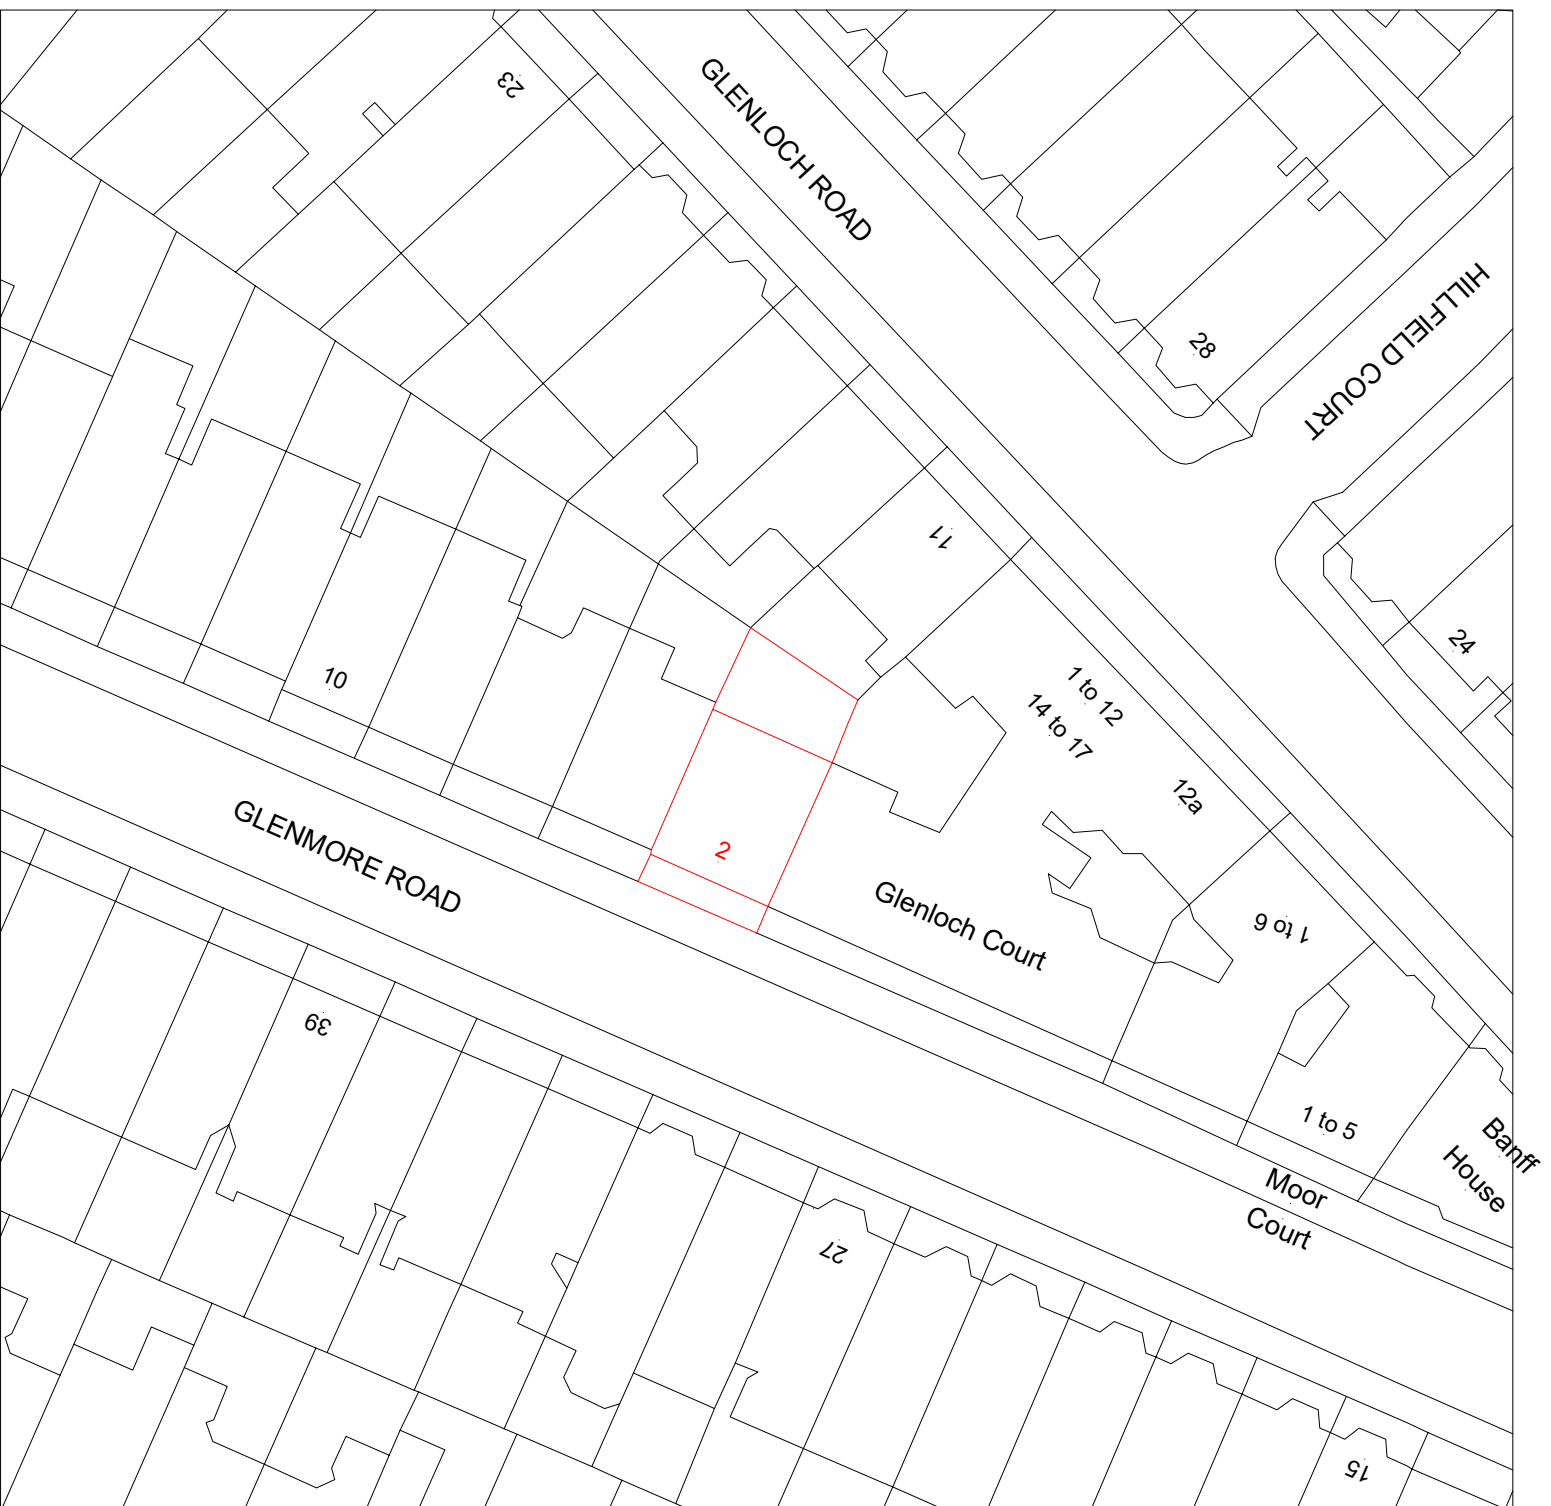 23
GLENLOCH ROAD
28
HILLFIELD COURT
11
24
10
1 to 12
14 to 17
12a
2
GLENMORE ROAD
Glenloch Court
1 to 6
39
1 to 5
Banff
House
Moor
Court
27
15